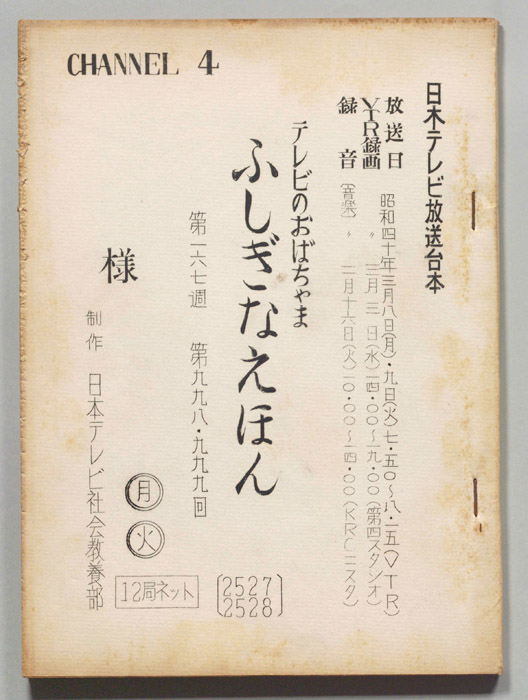 CHANNEL 4
日本テレビ放送台本
放送日 昭和四十年三月八日(月)・九日(火)七・五〇〜八・二五(VTR)
VTR録画 〃 三月三日(水)一四・〇〇〜一九・〇〇(第四スタジオ)
録音(音楽) 〃 二月十六日(火)一〇・〇〇〜一四・〇〇(KRC二スタ)
テレビのおばちゃま
ふしぎなえほん
第一六七週 第九九八・九九九回
様
制作 日本テレビ社会教養部
月
火
12局ネット
2527
2528